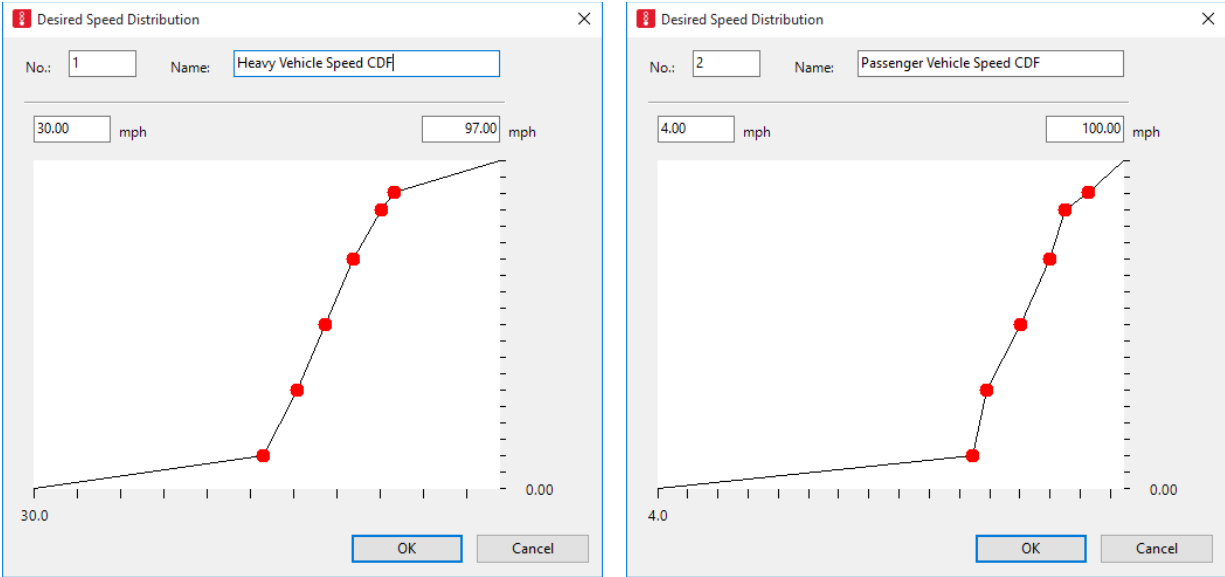 Desired Speed Distribution
No.: 1 Name: Heavy Vehicle Speed CDF
30.00 mph 97.00 mph
0.00
30.0
OK Cancel
Desired Speed Distribution
No.: 2 Name: Passenger Vehicle Speed CDF
4.00 mph 100.00 mph
0.00
4.0
OK Cancel